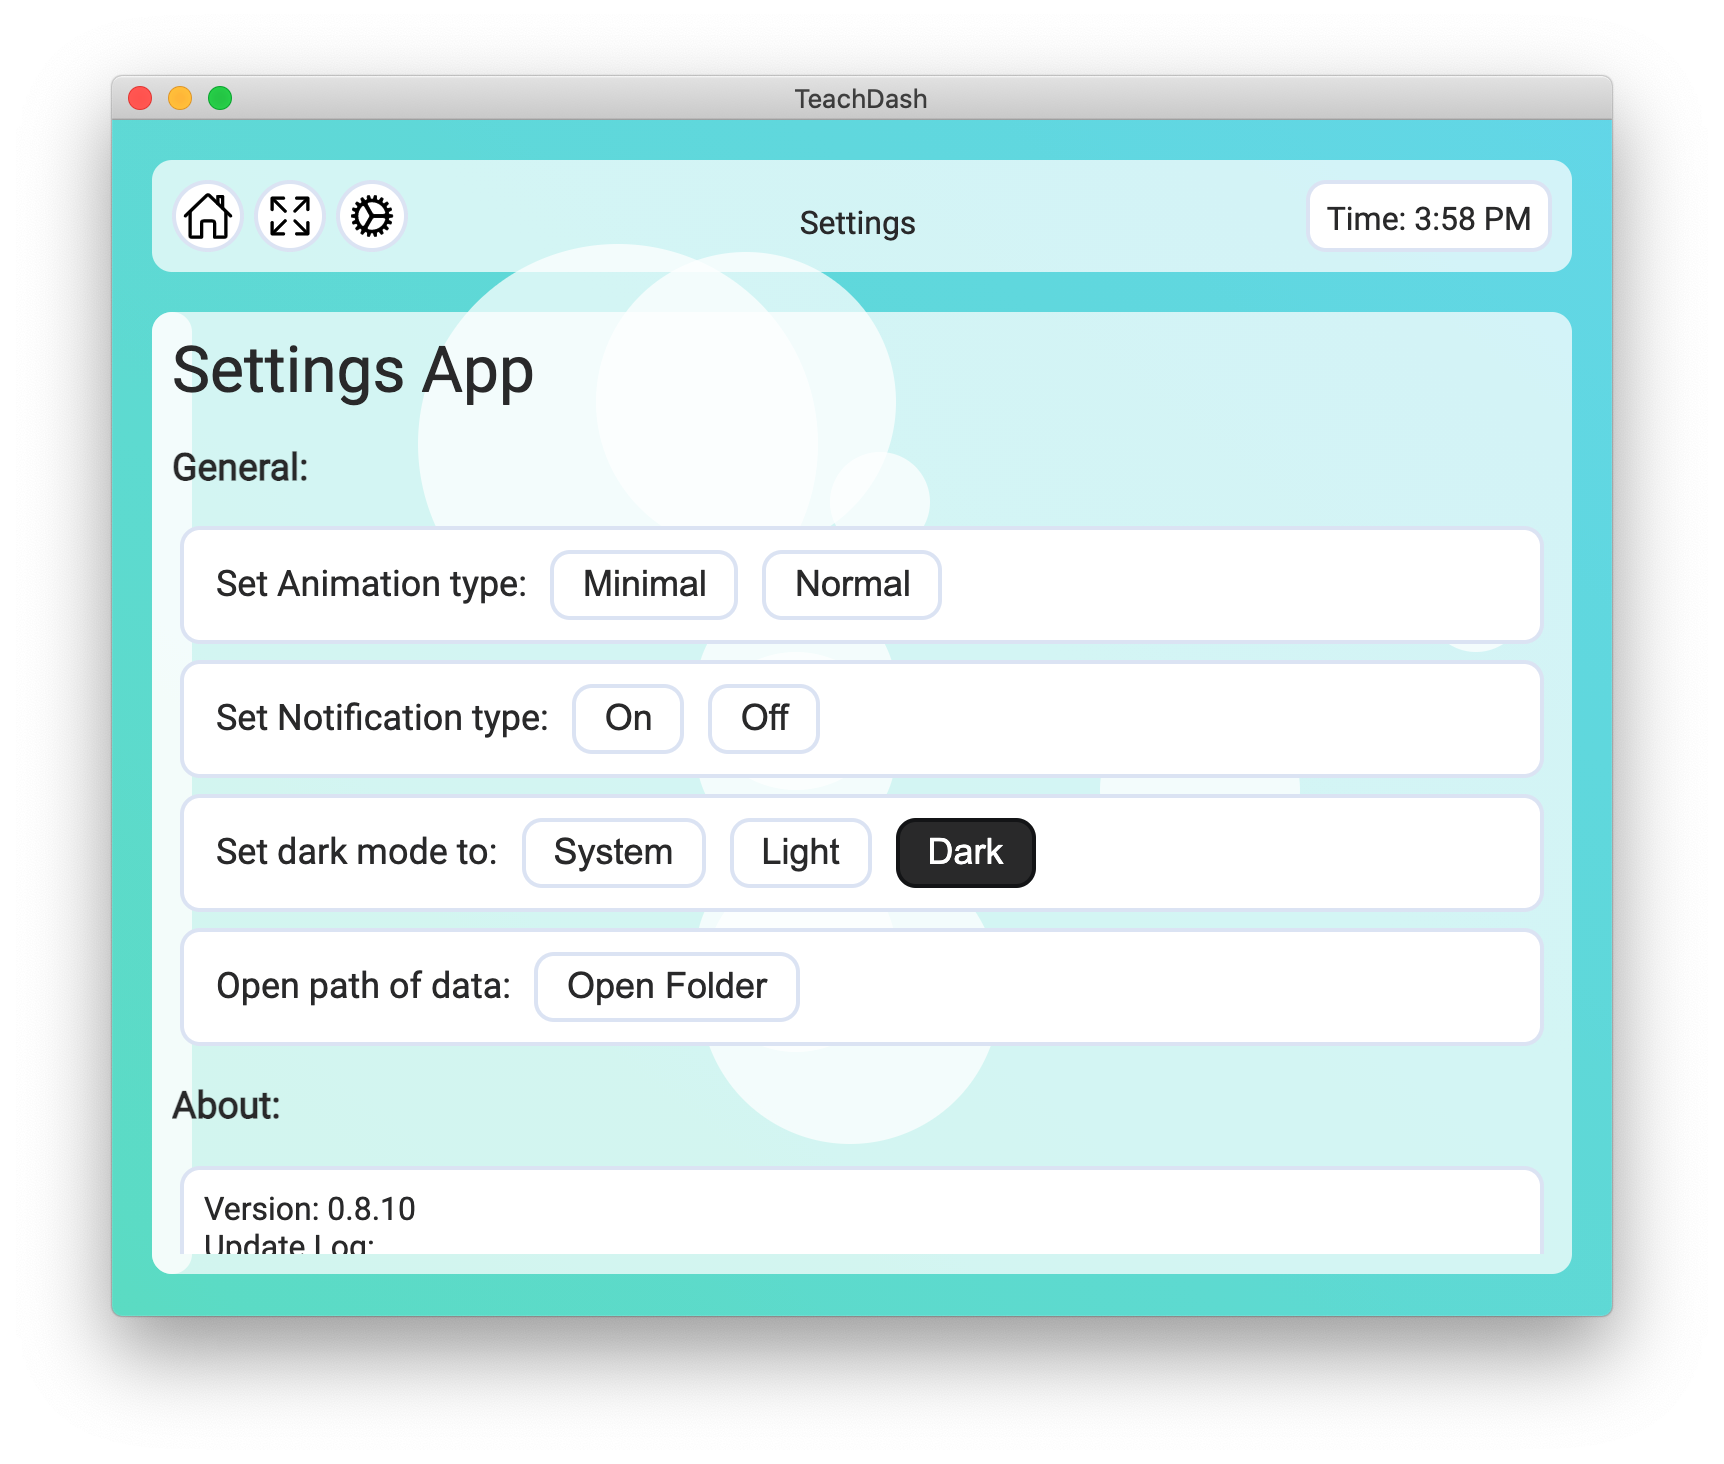 TeachDash
Settings
Time: 3:58 PM
Settings App
General:
Set Animation type: Minimal Normal
Set Notification type: On Off
Set dark mode to: System Light Dark
Open path of data: Open Folder
About:
Version: 0.8.10
Update Log: